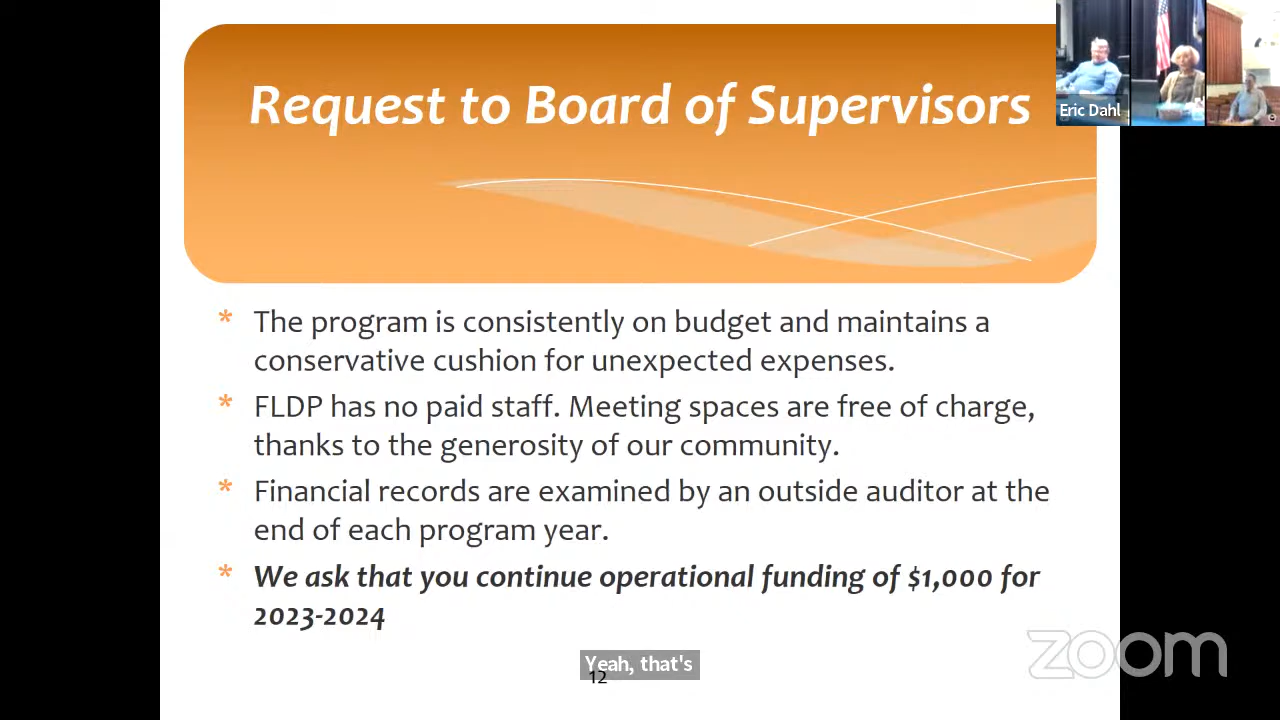 Request to Board of Supervisors
Eric Dahl
* The program is consistently on budget and maintains a
conservative cushion for unexpected expenses.
* FLDP has no paid staff. Meeting spaces are free of charge,
thanks to the generosity of our community.
* Financial records are examined by an outside auditor at the
end of each program year.
* We ask that you continue operational funding of $1,000 for
2023-2024
Yeah, that's
12
zoom